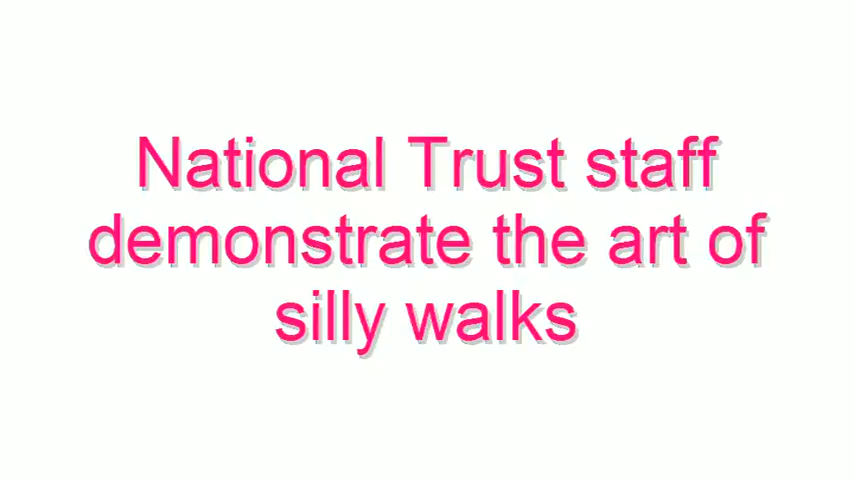 National Trust staff
demonstrate the art of
silly walks